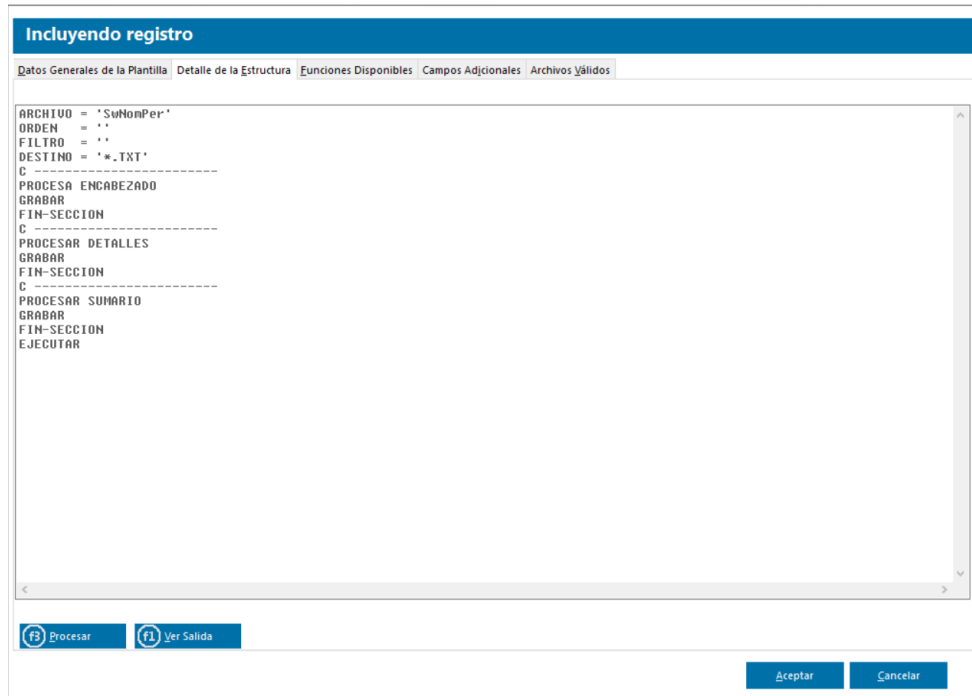 Incluyendo registro
Datos Generales de la Plantilla Detalle de la Estructura Funciones Disponibles Campos Adjcionales Archivos Válidos
ARCHIVO = 'SwNomPer'
ORDEN = ''
FILTRO = ''
DESTINO = '*.TXT'
C -------------------------
PROCESA ENCABEZADO
GRABAR
FIN-SECCION
C -------------------------
PROCESAR DETALLES
GRABAR
FIN-SECCION
C -------------------------
PROCESAR SUMARIO
GRABAR
FIN-SECCION
EJECUTAR
f3 Procesar f1 Ver Salida
Aceptar Cancelar